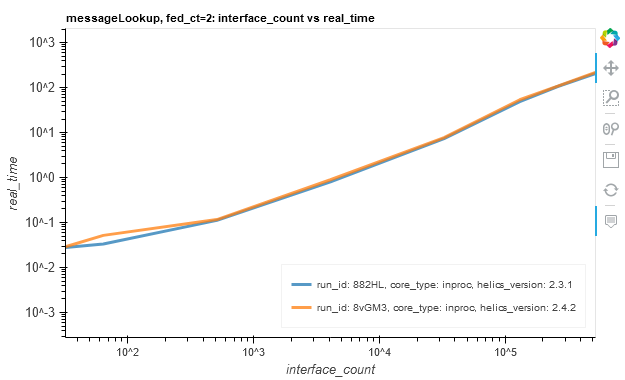 messageLookup, fed_ct=2: interface_count vs real_time
10^3
10^2
10^1
10^0
10^-1
10^-2
10^-3
real_time
run_id: 882HL, core_type: inproc, helics_version: 2.3.1
run_id: 8vGM3, core_type: inproc, helics_version: 2.4.2
10^2
10^3
10^4
10^5
interface_count